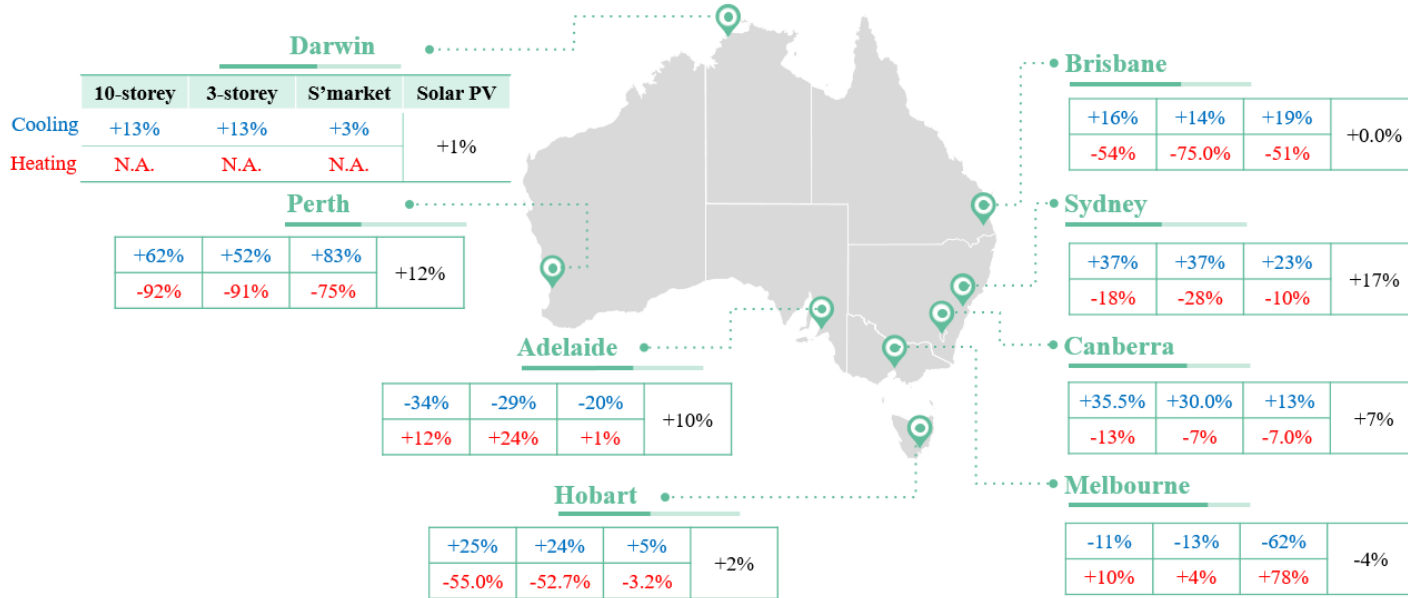 Darwin
10-storey 3-storey S’market Solar PV
Cooling +13% +13% +3%
+1%
Heating N.A. N.A. N.A.
Perth
+62% +52% +83%
+12%
-92% -91% -75%
Adelaide
-34% -29% -20%
+10%
+12% +24% +1%
Hobart
+25% +24% +5%
+2%
-55.0% -52.7% -3.2%
Brisbane
+16% +14% +19%
+0.0%
-54% -75.0% -51%
Sydney
+37% +37% +23%
+17%
-18% -28% -10%
Canberra
+35.5% +30.0% +13%
+7%
-13% -7% -7.0%
Melbourne
-11% -13% -62%
-4%
+10% +4% +78%